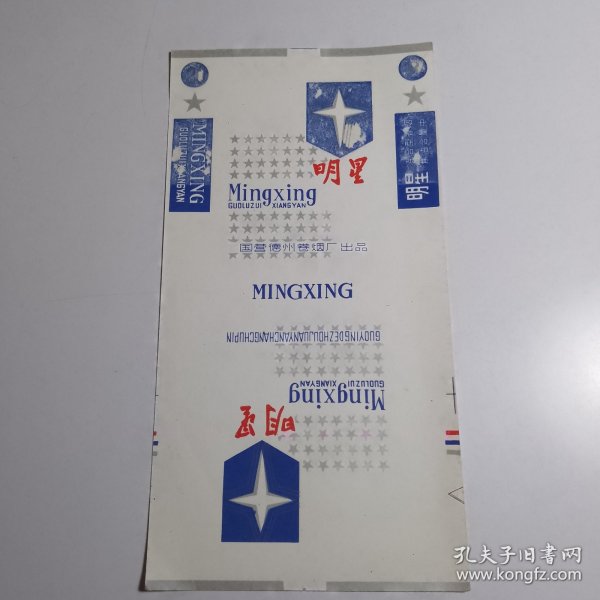 MINGXING
GUOLUZUI XIANGYAN
明星
明星
Mingxing
GUOLUZUI XIANGYAN
国营德州卷烟厂出品
MINGXING
GUOYINGDEZHOUJUANYANCHANGCHUPIN
Mingxing
GUOLUZUI XIANGYAN
明星
孔夫子旧书网
www.kongfz.com